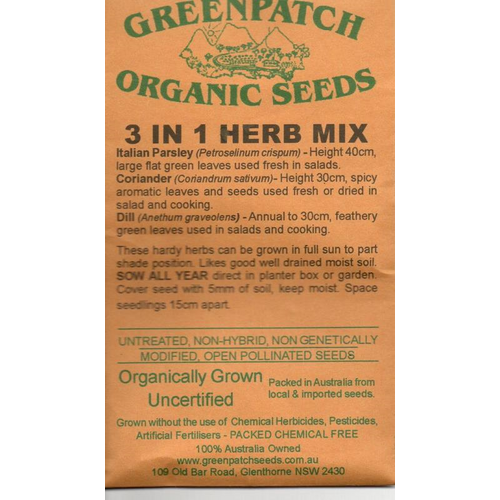 GREENPATCH
ORGANIC SEEDS
3 IN 1 HERB MIX
Italian Parsley (Petroselinum crispum) - Height 40cm,
large flat green leaves used fresh in salads.
Coriander (Coriandrum sativum) - Height 30cm, spicy
aromatic leaves and seeds used fresh or dried in
salad and cooking.
Dill (Anethum graveolens) - Annual to 30cm, feathery
green leaves used in salads and cooking.
These hardy herbs can be grown in full sun to part
shade position. Likes good well drained moist soil.
SOW ALL YEAR direct in planter box or garden.
Cover seed with 5mm of soil, keep moist. Space
seedlings 15cm apart.
UNTREATED, NON-HYBRID, NON GENETICALLY
MODIFIED, OPEN POLLINATED SEEDS
Organically Grown
Uncertified
Packed in Australia from
local & imported seeds.
Grown without the use of Chemical Herbicides, Pesticides,
Artificial Fertilisers - PACKED CHEMICAL FREE
100% Australia Owned
www.greenpatchseeds.com.au
109 Old Bar Road, Glenthorne NSW 2430